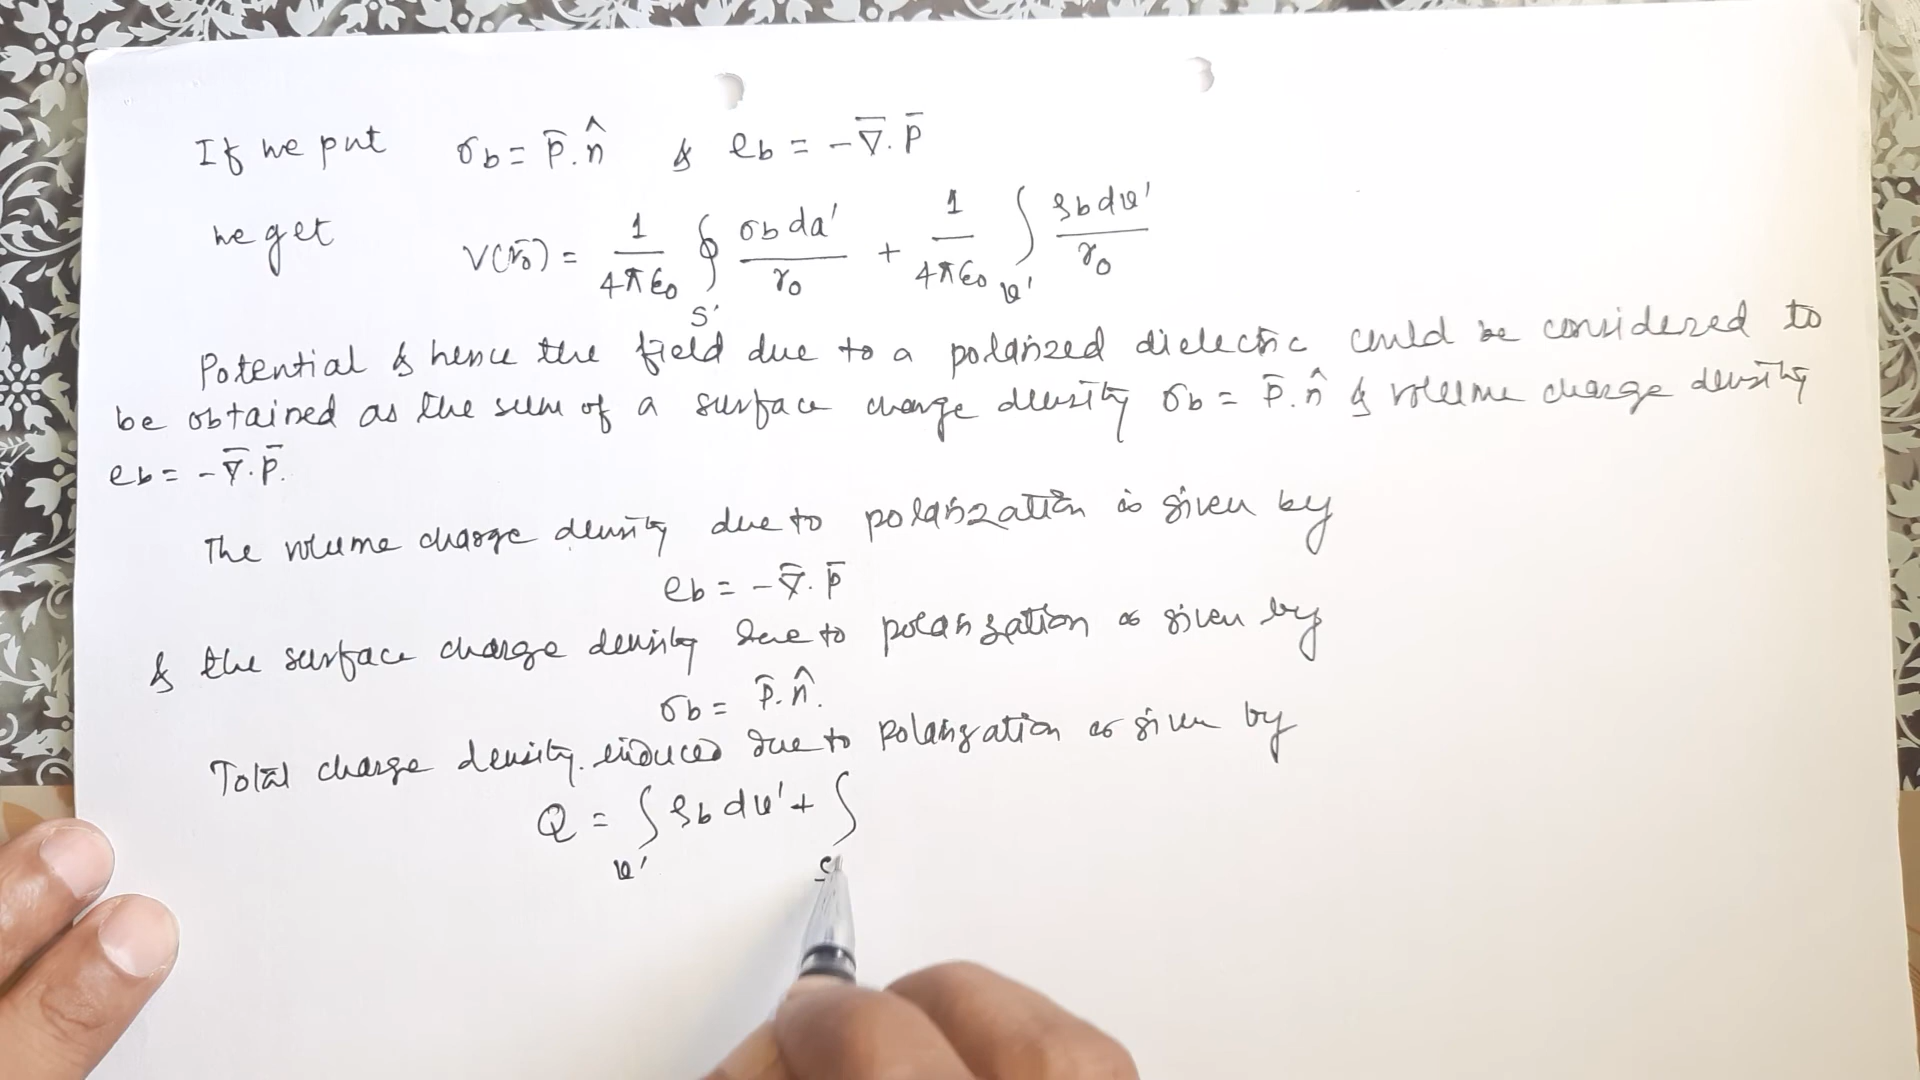 If we put σb = p̄.n̂ & ρb = -∇̄.p̄
we get V(r̄₀) = 1/4πε₀ ∮S' σb da'/r₀ + 1/4πε₀ ∫v' ρb dv'/r₀
Potential & hence the field due to a polarized dielectric could be considered to
be obtained as the sum of a surface charge density σb = p̄.n̂ & volume charge density
ρb = -∇̄.p̄.
The volume charge density due to polarization is given by
ρb = -∇̄.p̄
& the surface charge density due to polarization is given by
σb = p̄.n̂.
Total charge density induced due to polarization is given by
Q = ∫v' ρb dv' + ∫S